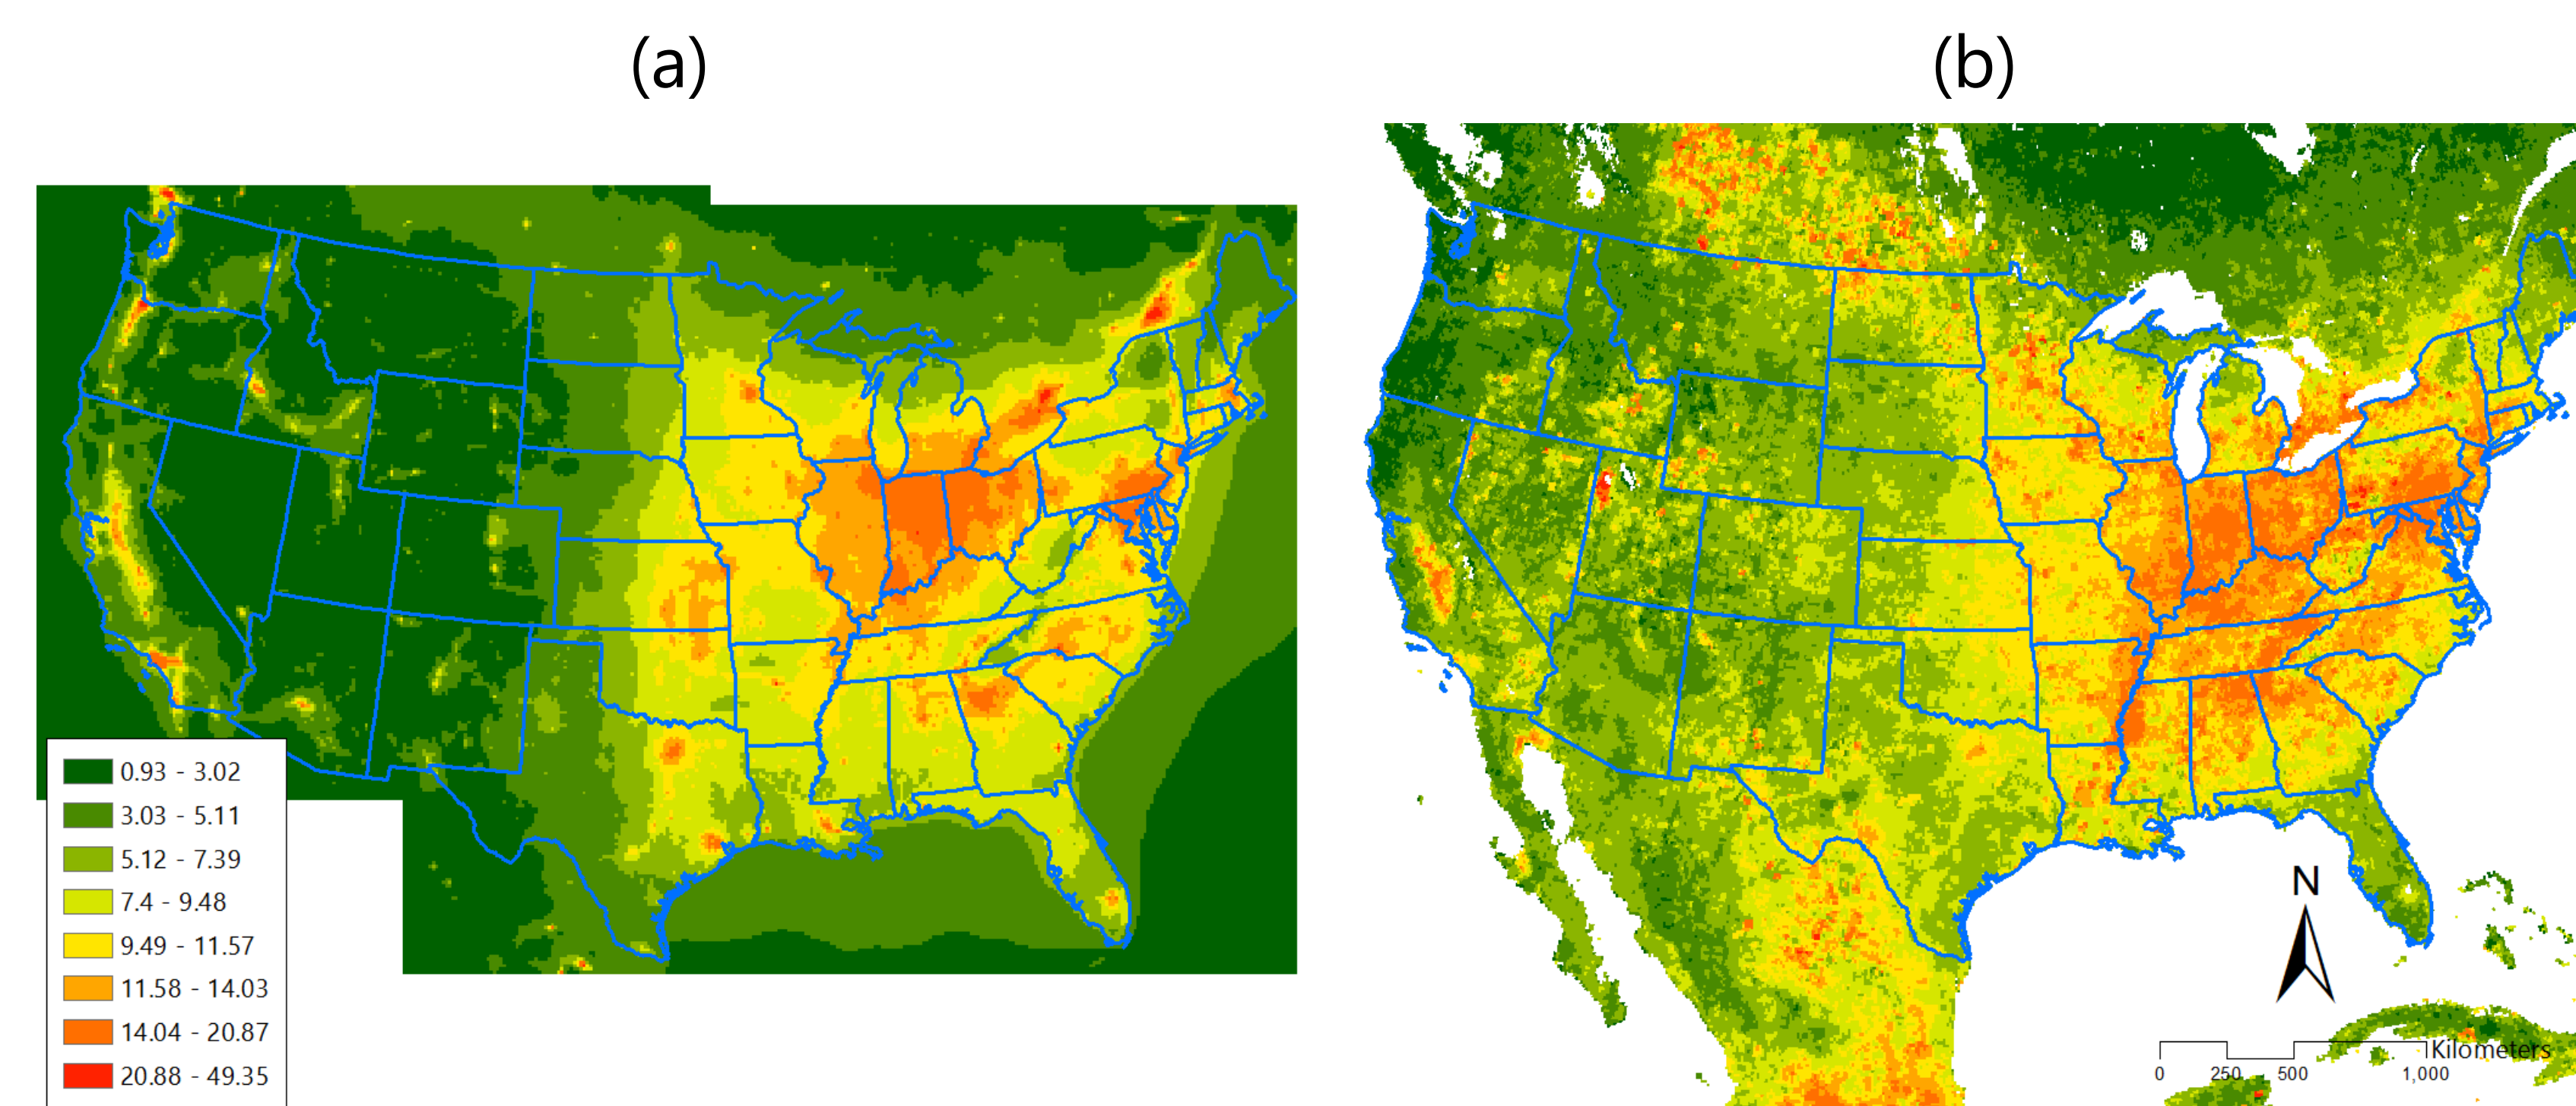 (a)
(b)
0.93 - 3.02
3.03 - 5.11
5.12 - 7.39
7.4 - 9.48
9.49 - 11.57
11.58 - 14.03
14.04 - 20.87
20.88 - 49.35
N
Kilometers
0 250 500 1,000